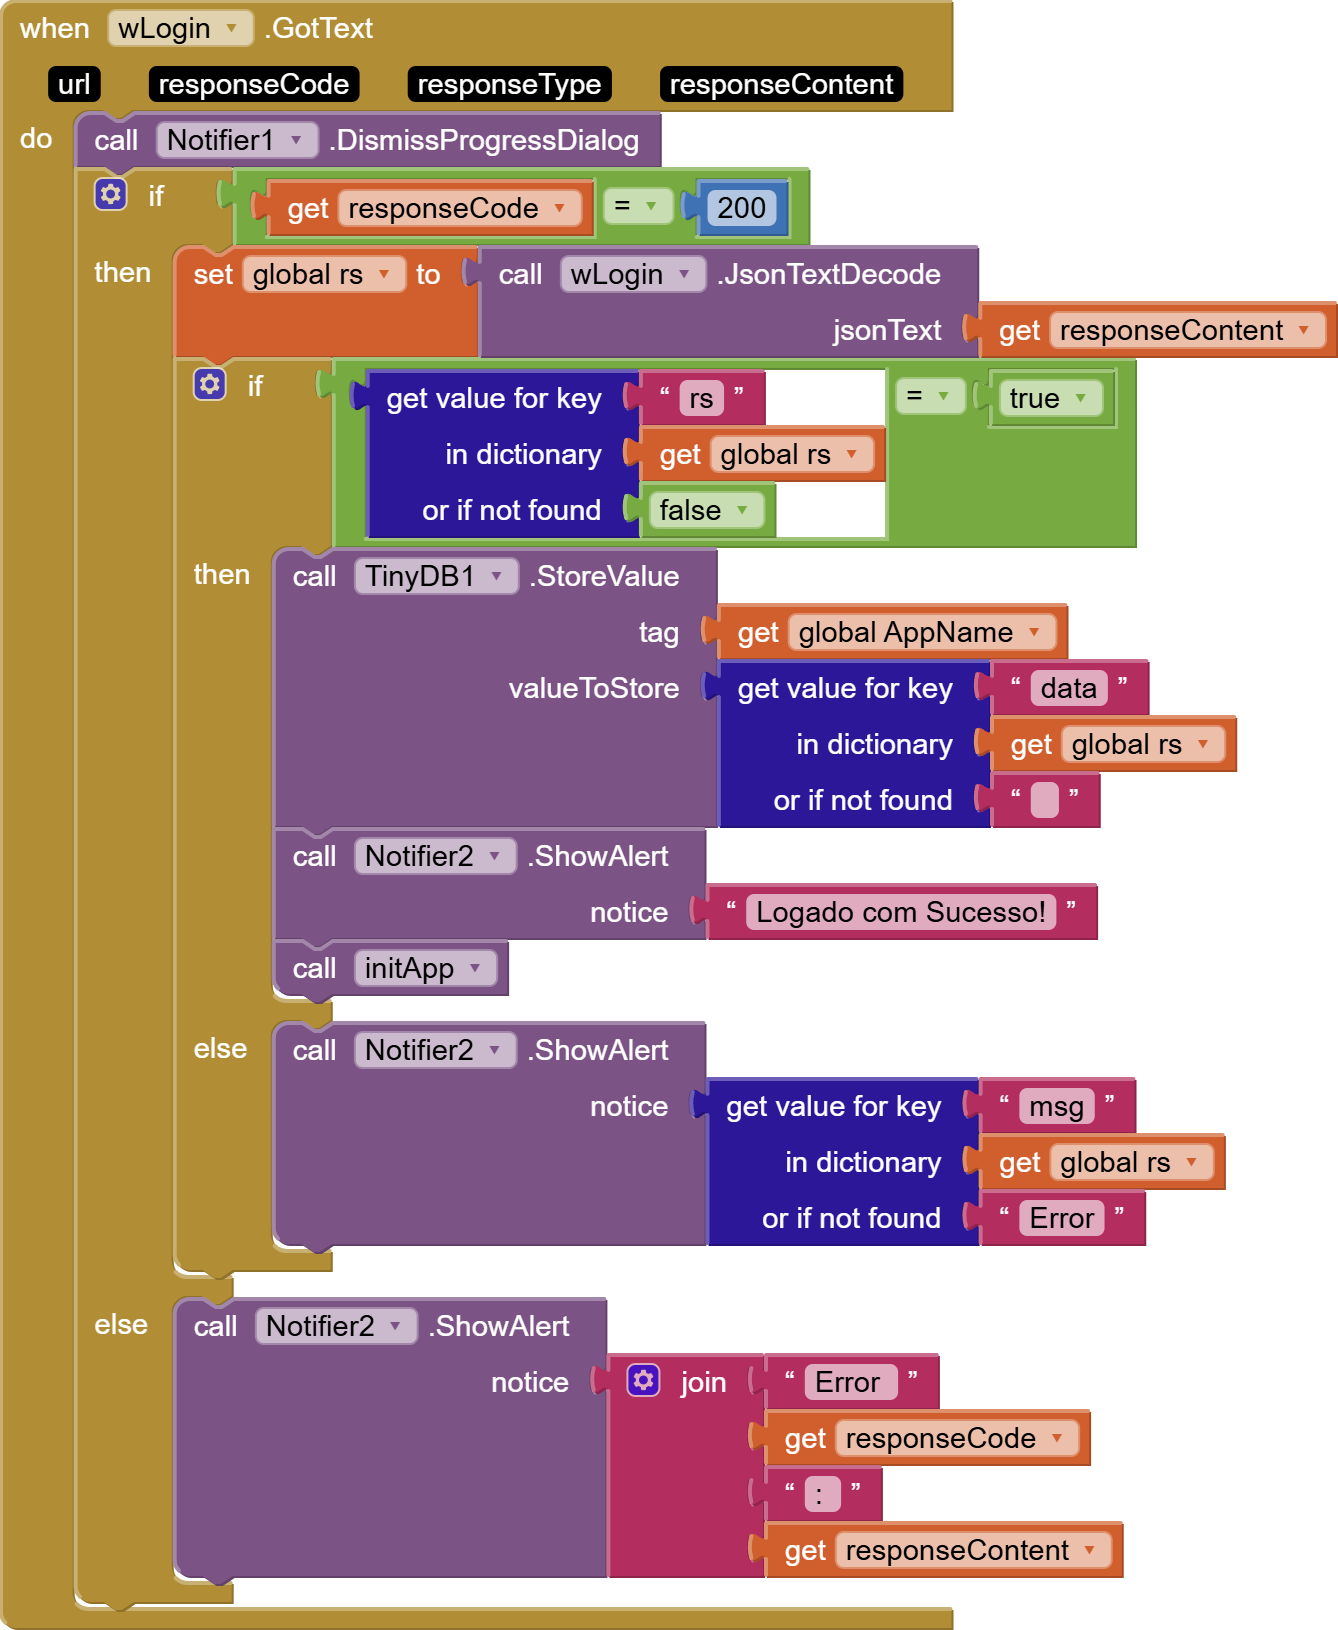 when wLogin .GotText
url responseCode responseType responseContent
do call Notifier1 .DismissProgressDialog
if get responseCode = 200
then set global rs to call wLogin .JsonTextDecode
jsonText get responseContent
if get value for key “ rs ” = true
in dictionary get global rs
or if not found false
then call TinyDB1 .StoreValue
tag get global AppName
valueToStore get value for key “ data ”
in dictionary get global rs
or if not found “ ”
call Notifier2 .ShowAlert
notice “ Logado com Sucesso! ”
call initApp
else call Notifier2 .ShowAlert
notice get value for key “ msg ”
in dictionary get global rs
or if not found “ Error ”
else call Notifier2 .ShowAlert
notice join “ Error ”
get responseCode
“ : ”
get responseContent